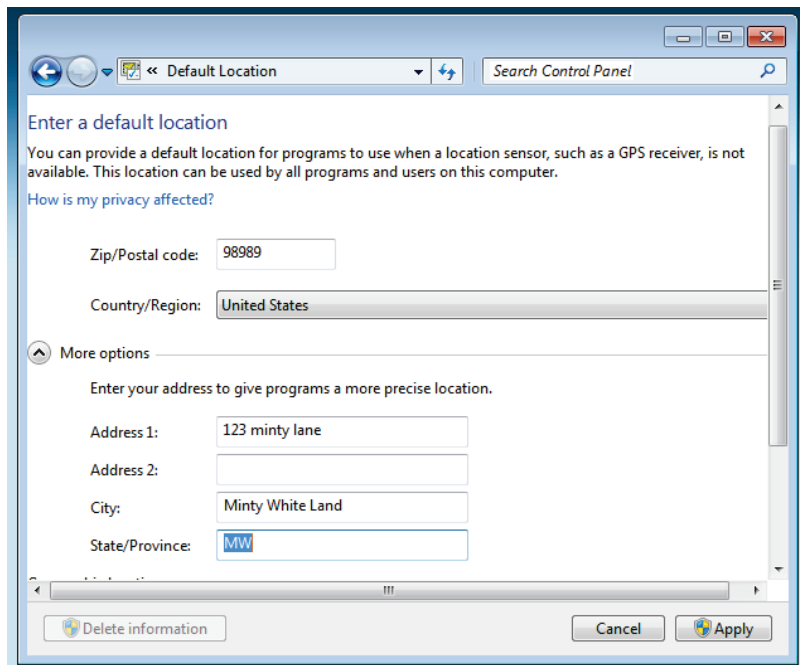 « Default Location
Search Control Panel
Enter a default location
You can provide a default location for programs to use when a location sensor, such as a GPS receiver, is not
available. This location can be used by all programs and users on this computer.
How is my privacy affected?
Zip/Postal code: 98989
Country/Region: United States
More options
Enter your address to give programs a more precise location.
Address 1: 123 minty lane
Address 2:
City: Minty White Land
State/Province: MW
Delete information
Cancel
Apply